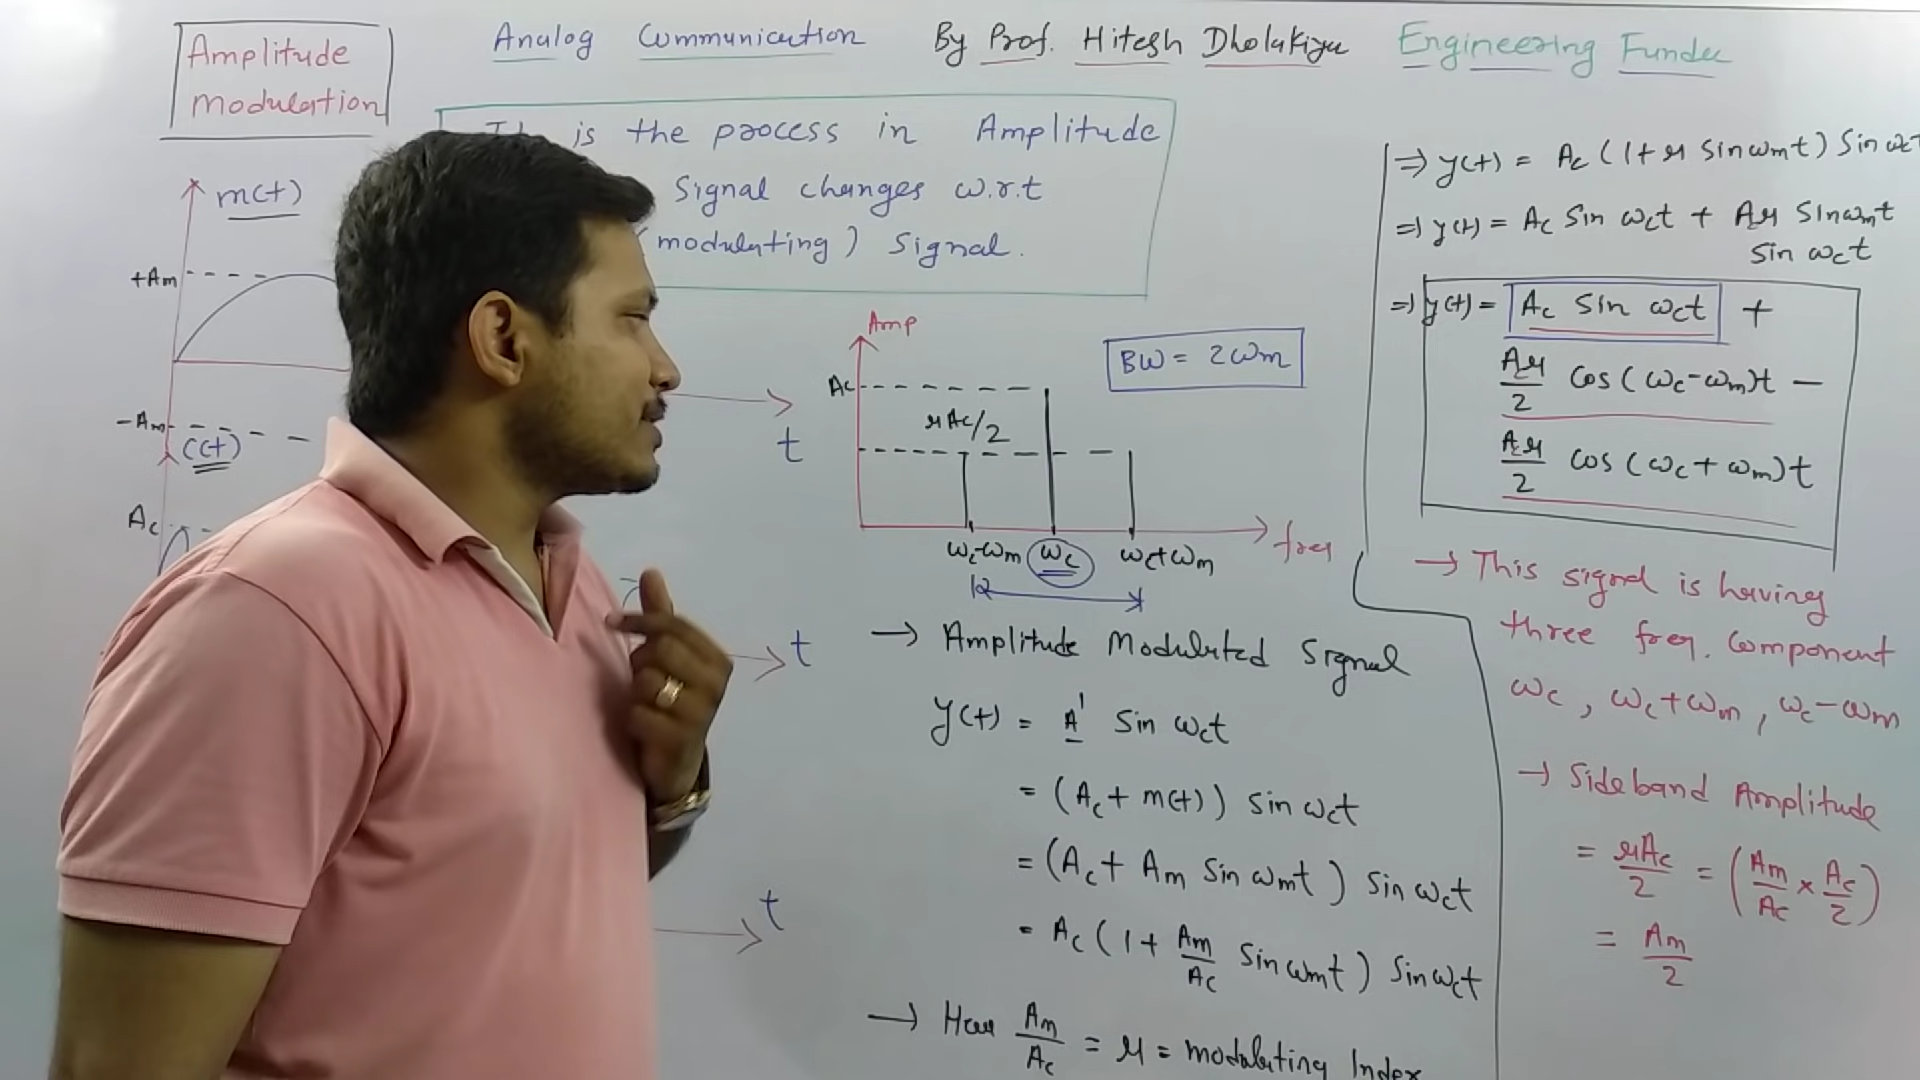 Amplitude
Modulation
Analog Communication By Prof. Hitesh Dholakiya Engineering Funda
is the process in Amplitude
Signal changes w.r.t
(modulating) Signal.
m(t)
+Am
-Am
c(t)
Ac
t
t
t
Amp
Ac
μAc/2
BW = 2ωm
ωc-ωm ωc ωc+ωm
freq
→ Amplitude Modulated Signal
y(t) = A' Sin ωct
= (Ac + m(t)) Sin ωct
= (Ac + Am Sin ωmt) Sin ωct
= Ac (1 + Am/Ac Sin ωmt) Sin ωct
→ Here Am/Ac = μ = modulating Index
⇒ y(t) = Ac (1+μ Sin ωmt) Sin ωct
⇒ y(t) = Ac Sin ωct + Acμ Sin ωmt
Sin ωct
⇒ y(t) = Ac Sin ωct +
Acμ/2 Cos (ωc-ωm)t −
Acμ/2 Cos (ωc+ωm)t
→ This signal is having
three freq. Component
ωc, ωc+ωm, ωc-ωm
→ Sideband Amplitude
= μAc/2 = (Am/Ac × Ac/2)
= Am/2